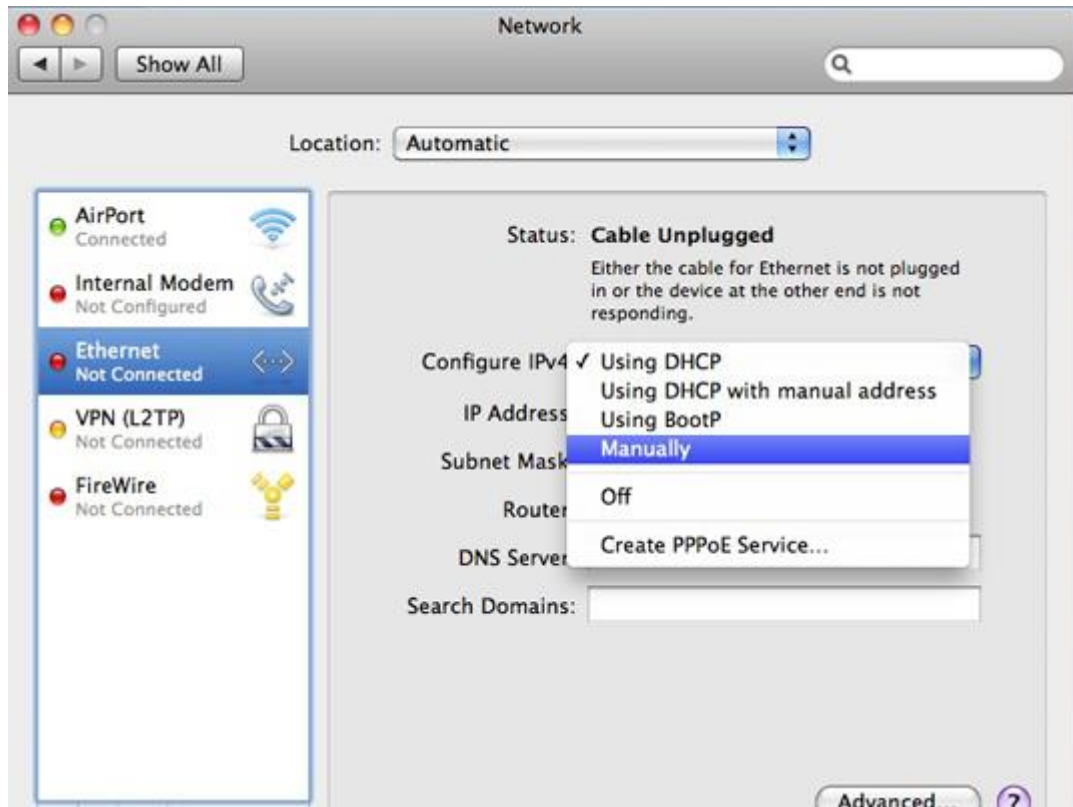 Network
Show All
Location: Automatic
AirPort
Connected
Internal Modem
Not Configured
Ethernet
Not Connected
VPN (L2TP)
Not Connected
FireWire
Not Connected
Status: Cable Unplugged
Either the cable for Ethernet is not plugged
in or the device at the other end is not
responding.
Configure IPv4 ✓ Using DHCP
Using DHCP with manual address
IP Address
Using BootP
Manually
Subnet Mask
Off
Router
Create PPPoE Service...
DNS Server
Search Domains:
Advanced...
?